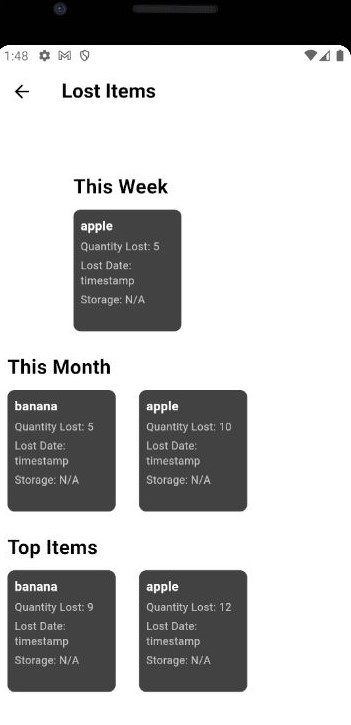 1:48
Lost Items
This Week
apple
Quantity Lost: 5
Lost Date:
timestamp
Storage: N/A
This Month
banana
Quantity Lost: 5
Lost Date:
timestamp
Storage: N/A
apple
Quantity Lost: 10
Lost Date:
timestamp
Storage: N/A
Top Items
banana
Quantity Lost: 9
Lost Date:
timestamp
Storage: N/A
apple
Quantity Lost: 12
Lost Date:
timestamp
Storage: N/A